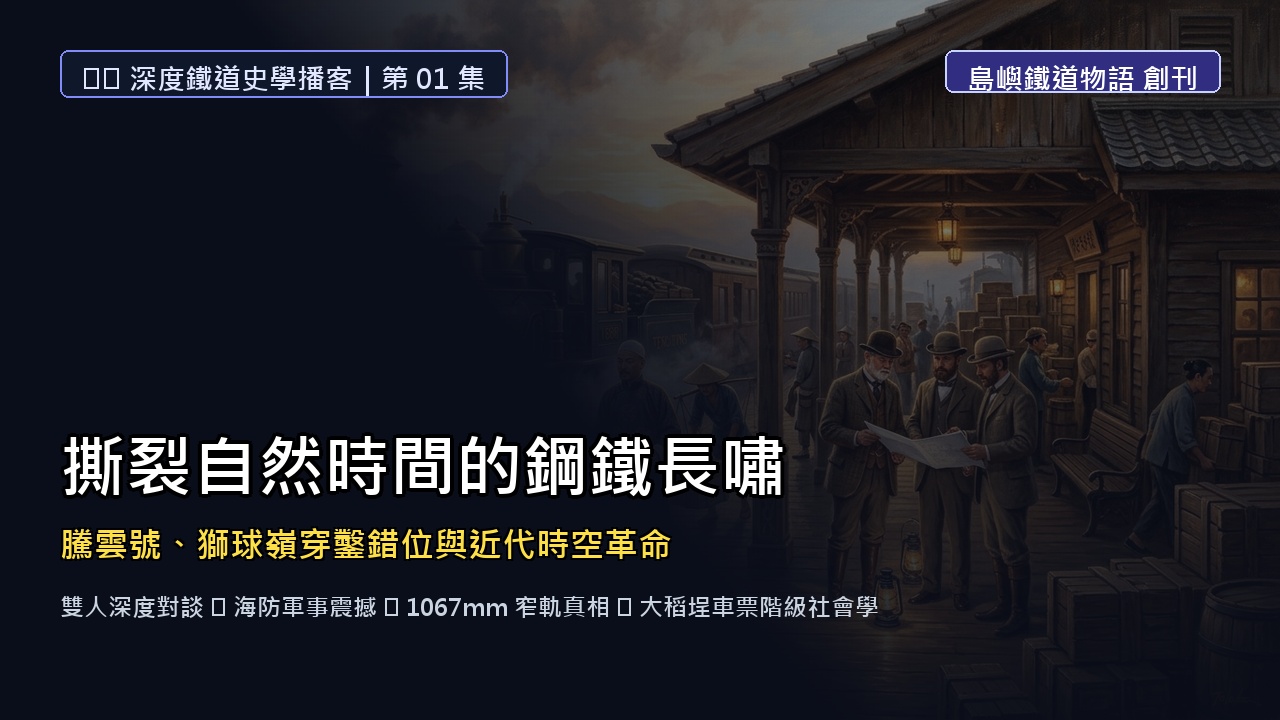 深度鐵道史學播客 | 第 01 集
島嶼鐵道物語 創刊
撕裂自然時間的鋼鐵長嘯
騰雲號、獅球嶺穿鑿錯位與近代時空革命
雙人深度對談 海防軍事震撼 1067mm 窄軌真相 大稻埕車票階級社會學